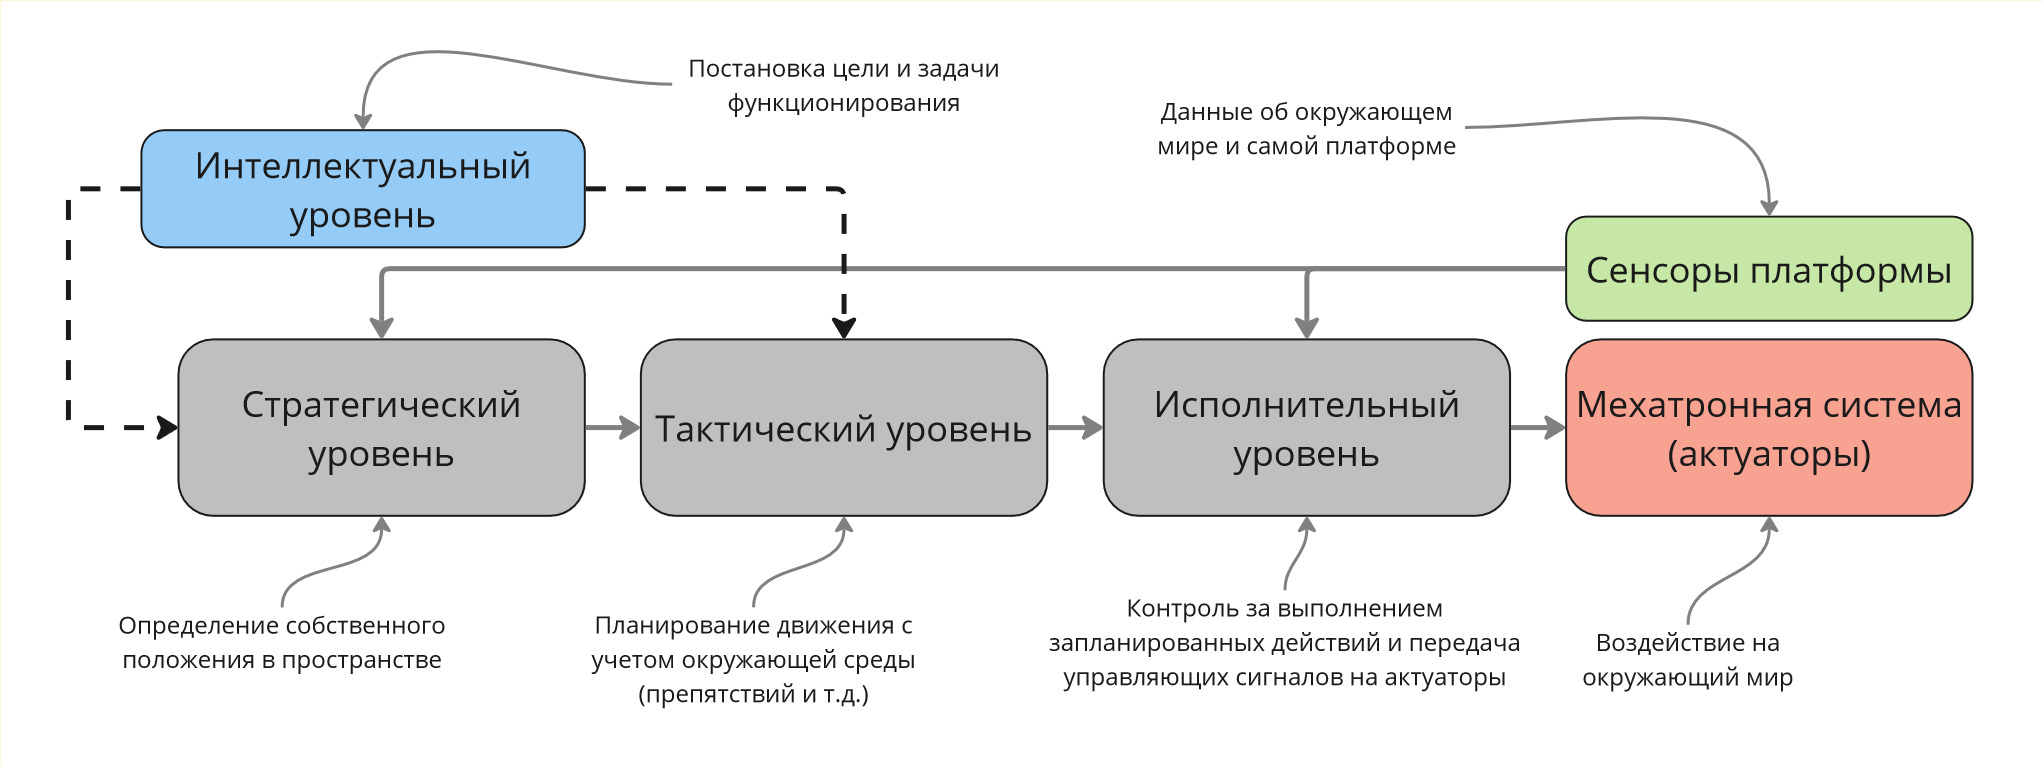 Постановка цели и задачи
функционирования
Данные об окружающем
мире и самой платформе
Интеллектуальный
уровень
Сенсоры платформы
Стратегический
уровень
Тактический уровень
Исполнительный
уровень
Мехатронная система
(актуаторы)
Определение собственного
положения в пространстве
Планирование движения с
учетом окружающей среды
(препятствий и т.д.)
Контроль за выполнением
запланированных действий и передача
управляющих сигналов на актуаторы
Воздействие на
окружающий мир